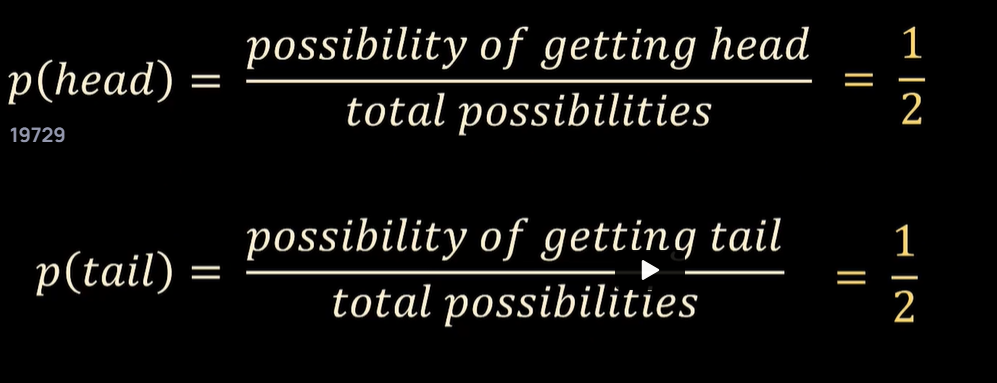 p(head) = possibility of getting head / total possibilities = 1/2
19729
p(tail) = possibility of getting tail / total possibilities = 1/2